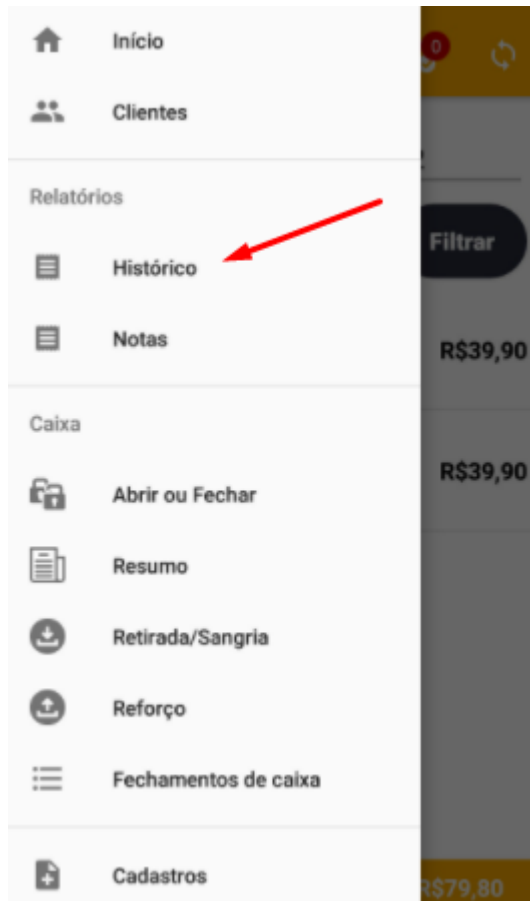 Início
0
Clientes
Relatórios
Filtrar
Histórico
Notas
R$39,90
Caixa
R$39,90
Abrir ou Fechar
Resumo
Retirada/Sangria
Reforço
Fechamentos de caixa
Cadastros
R$79,80